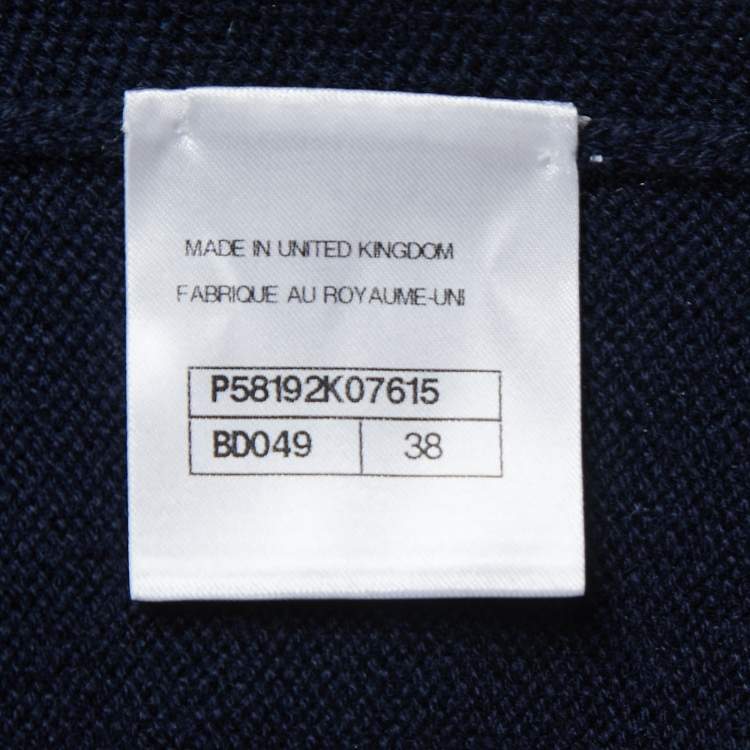 MADE IN UNITED KINGDOM
FABRIQUE AU ROYAUME-UNI
P58192K07615
BD049 38